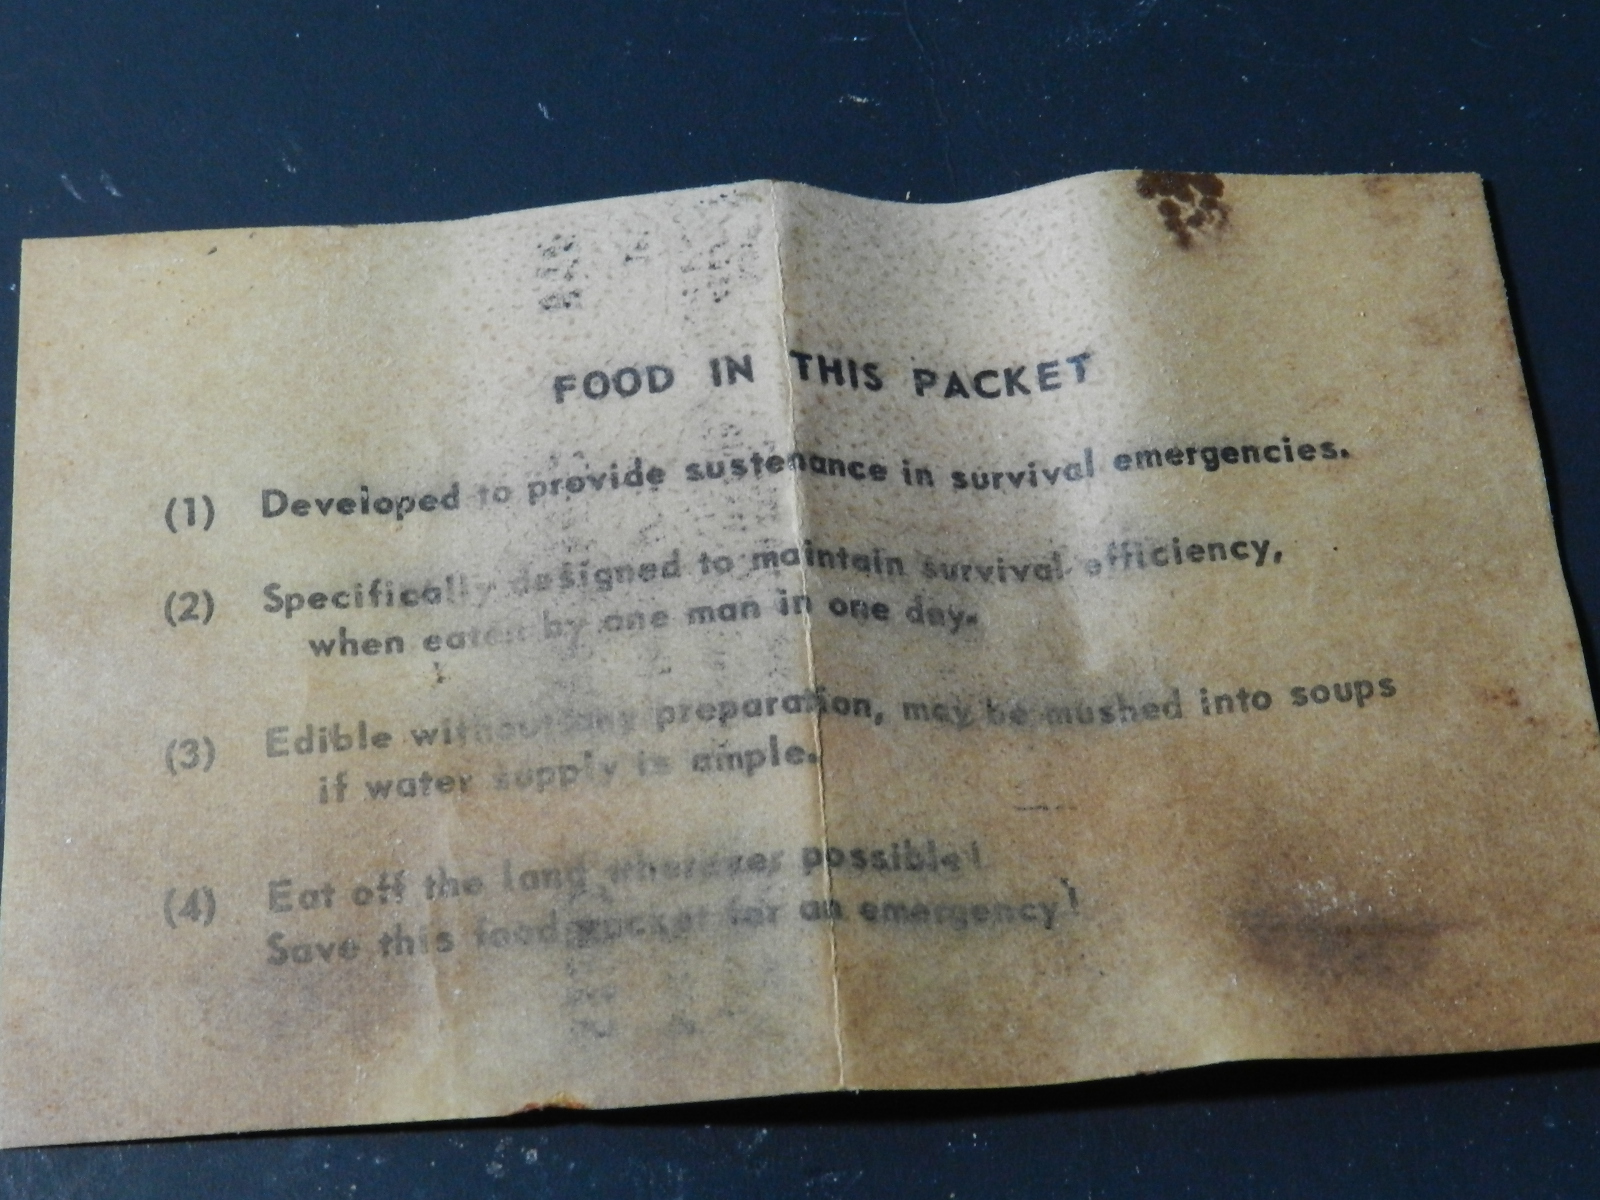 FOOD IN THIS PACKET
(1) Developed to provide sustenance in survival emergencies.
(2) Specifically designed to maintain survival efficiency,
when eaten by one man in one day.
(3) Edible without any preparation, may be mushed into soups
if water supply is ample.
(4) Eat off the land wherever possible!
Save this food packet for an emergency!